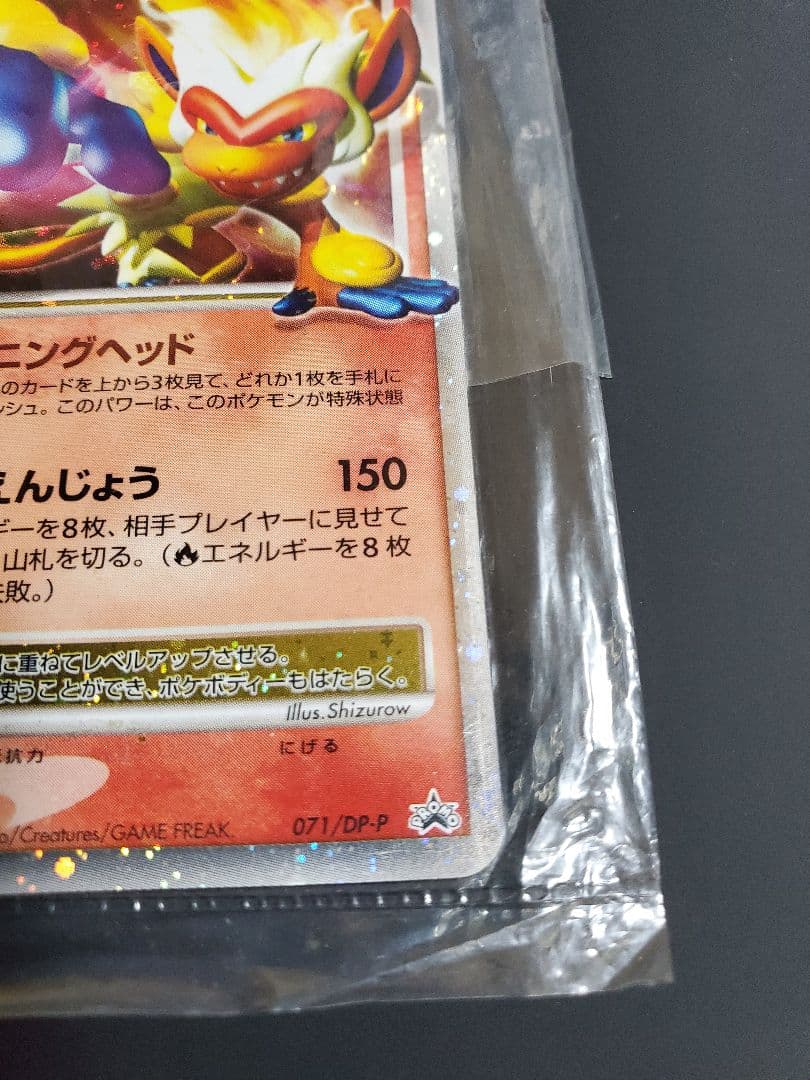 ニングヘッド
のカードを上から3枚見て、どれか1枚を手札に
ッシュ。このパワーは、このポケモンが特殊状態
えんじょう 150
ギーを8枚、相手プレイヤーに見せて
山札を切る。(エネルギーを8枚
失敗。)
に重ねてレベルアップさせる。
使うことができ、ポケボディーもはたらく。
Illus. Shizurow
抵抗力 にげる
o/Creatures/GAME FREAK. 071/DP-P PROMO